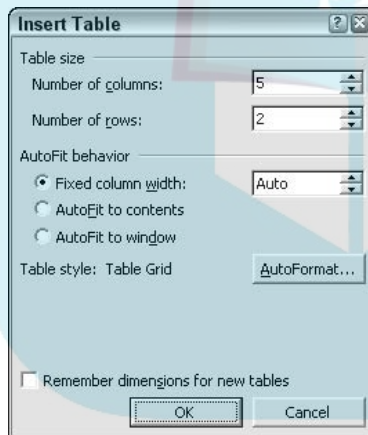 Insert Table
Table size
Number of columns: 5
Number of rows: 2
AutoFit behavior
Fixed column width: Auto
AutoFit to contents
AutoFit to window
Table style: Table Grid AutoFormat...
Remember dimensions for new tables
OK Cancel